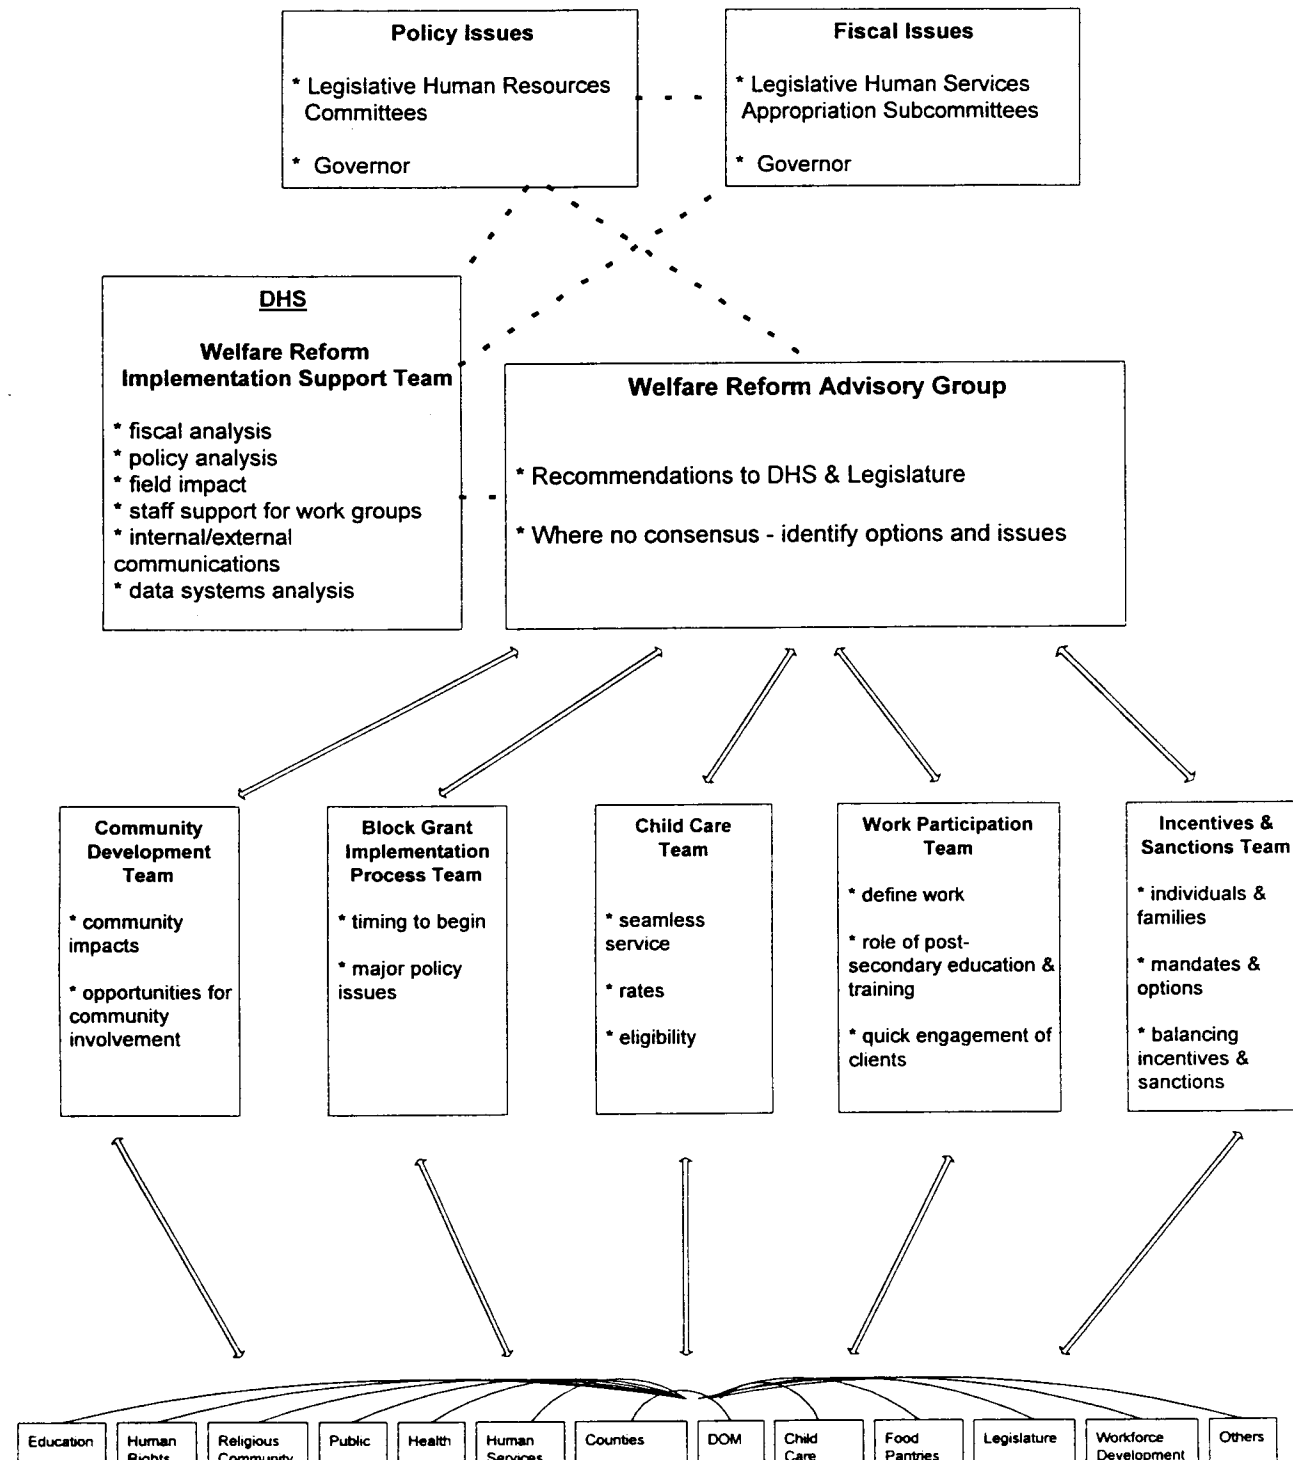 Policy Issues
* Legislative Human Resources
Committees
* Governor
Fiscal Issues
* Legislative Human Services
Appropriation Subcommittees
* Governor
DHS
Welfare Reform
Implementation Support Team
* fiscal analysis
* policy analysis
* field impact
* staff support for work groups
* internal/external
communications
* data systems analysis
Welfare Reform Advisory Group
* Recommendations to DHS & Legislature
* Where no consensus - identify options and issues
Community
Development
Team
* community
impacts
* opportunities for
community
involvement
Block Grant
Implementation
Process Team
* timing to begin
* major policy
issues
Child Care
Team
* seamless
service
* rates
* eligibility
Work Participation
Team
* define work
* role of post-
secondary education &
training
* quick engagement of
clients
Incentives &
Sanctions Team
* individuals &
families
* mandates &
options
* balancing
incentives &
sanctions
Education
Human
Rights
Religious
Community
Public
Health
Human
Services
Counties
DOM
Child
Care
Food
Pantries
Legislature
Workforce
Development
Others